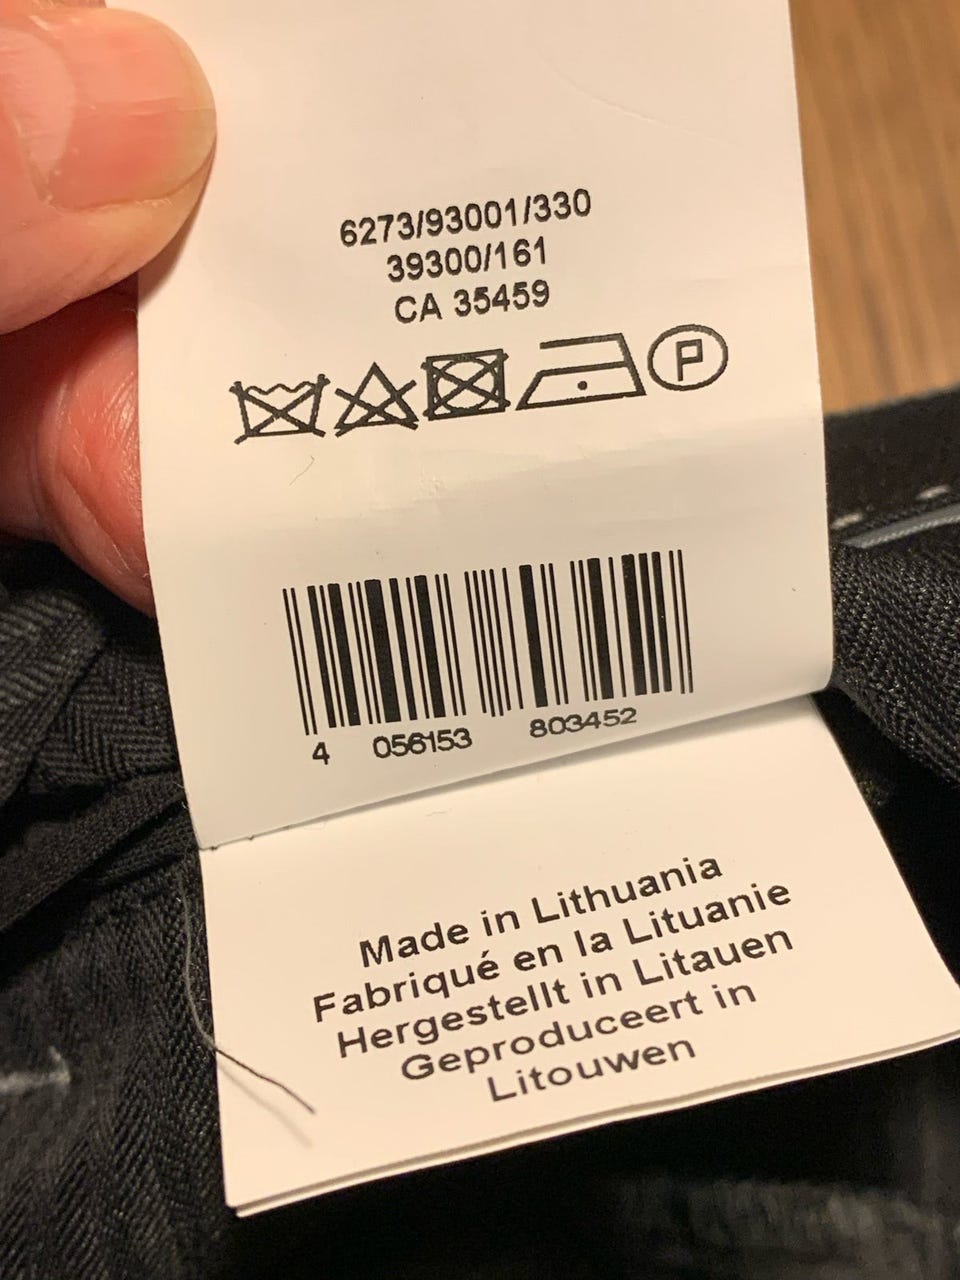 6273/93001/330
39300/161
CA 35459
P
4 056153 803452
Made in Lithuania
Fabriqué en la Lituanie
Hergestellt in Litauen
Geproduceert in
Litouwen